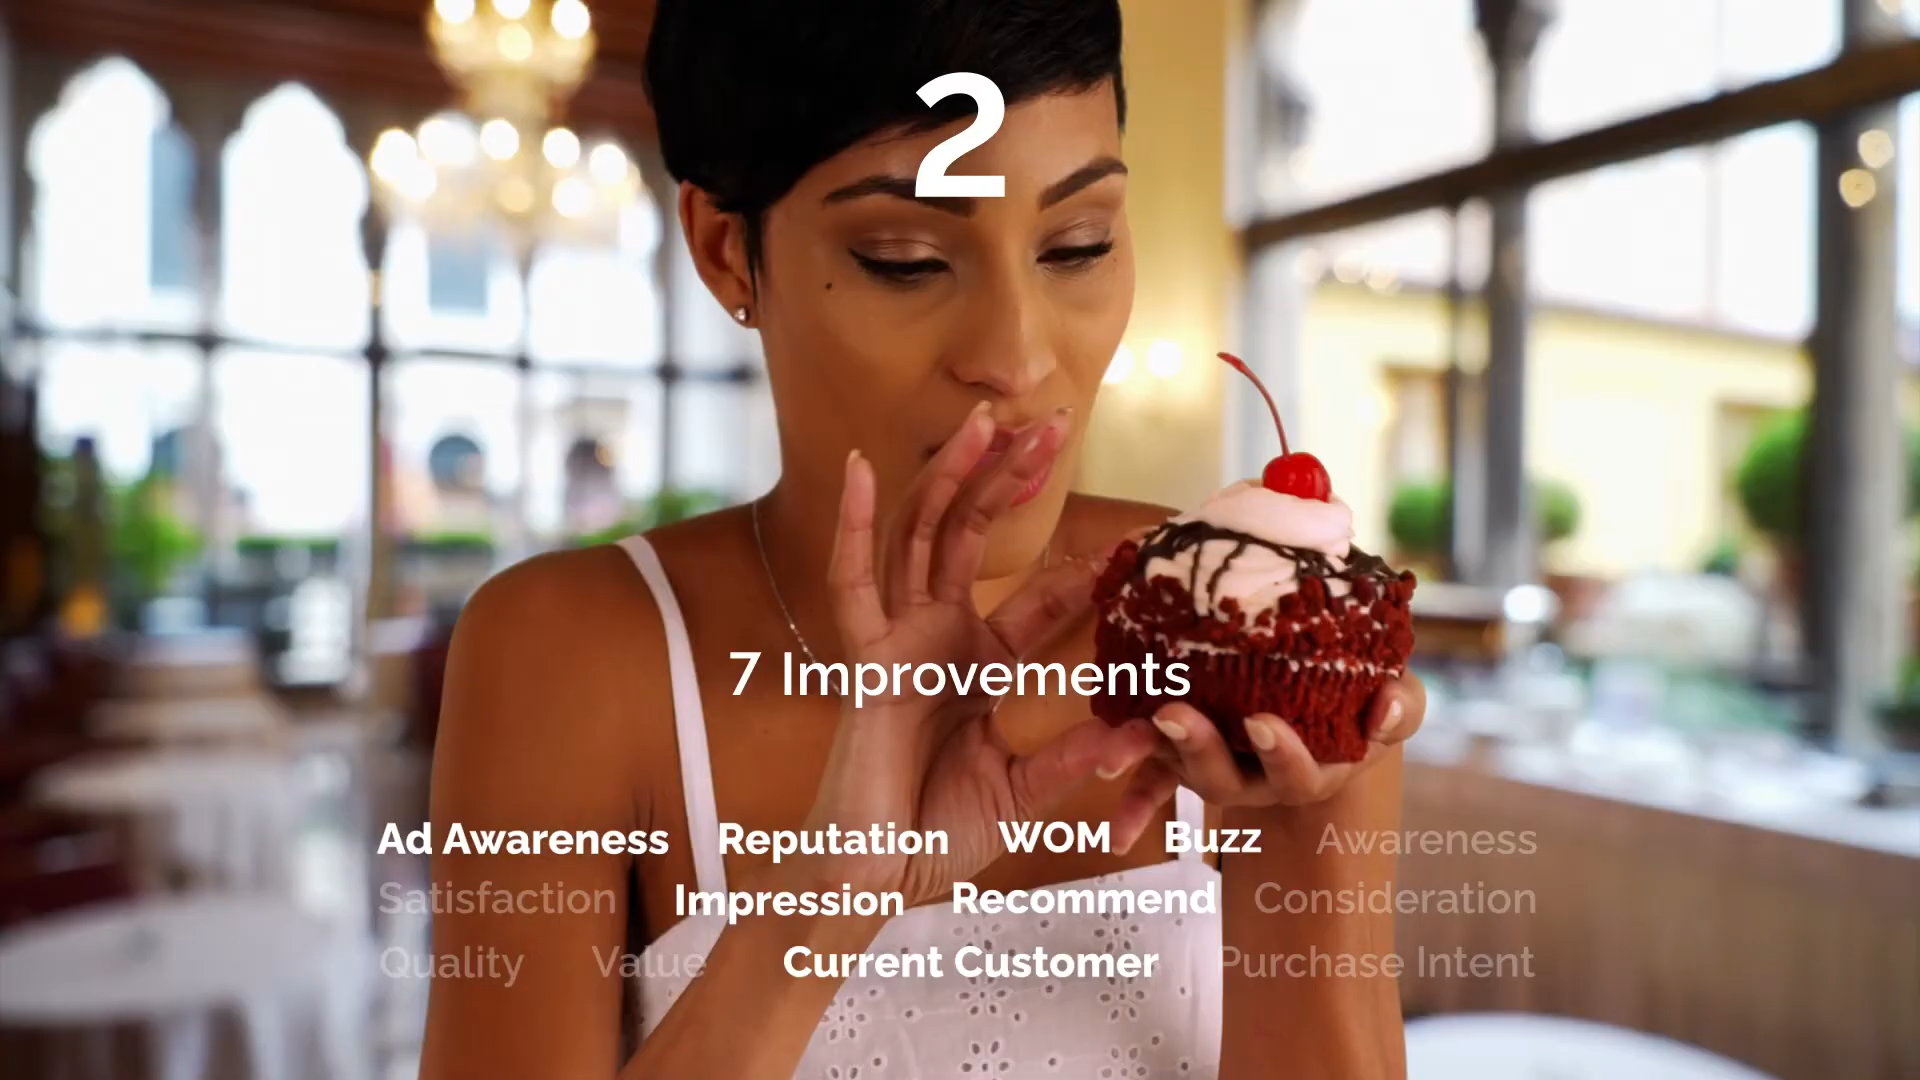 2
7 Improvements
Ad Awareness Reputation WOM Buzz Awareness
Satisfaction Impression Recommend Consideration
Quality Value Current Customer Purchase Intent